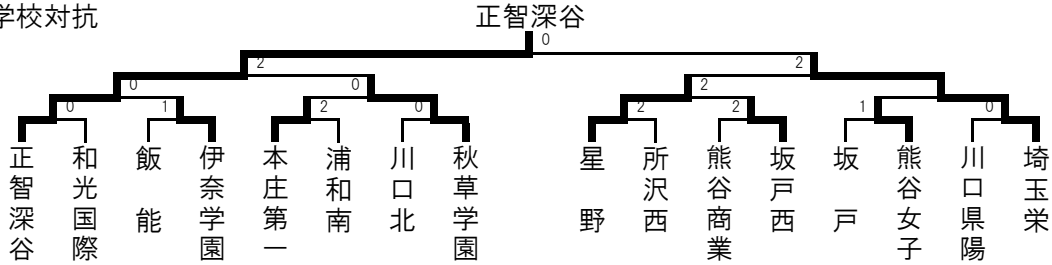 学校対抗
正智深谷
0
2 2
0 0 2
0 1 2 0 2 2 1 0
正智深谷
和光国際
飯能
伊奈学園
本庄第一
浦和南
川口北
秋草学園
星野
所沢西
熊谷商業
坂戸西
坂戸
熊谷女子
川口県陽
埼玉栄